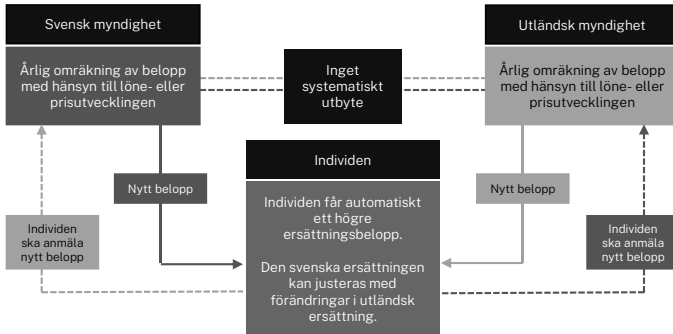 Svensk myndighet
Årlig omräkning av belopp
med hänsyn till löne- eller
prisutvecklingen
Inget
systematiskt
utbyte
Utländsk myndighet
Årlig omräkning av belopp
med hänsyn till löne- eller
prisutvecklingen
Nytt belopp
Individen
ska anmäla
nytt belopp
Individen
Individen får automatiskt
ett högre
ersättningsbelopp.
Den svenska ersättningen
kan justeras med
förändringar i utländsk
ersättning.
Nytt belopp
Individen
ska anmäla
nytt belopp